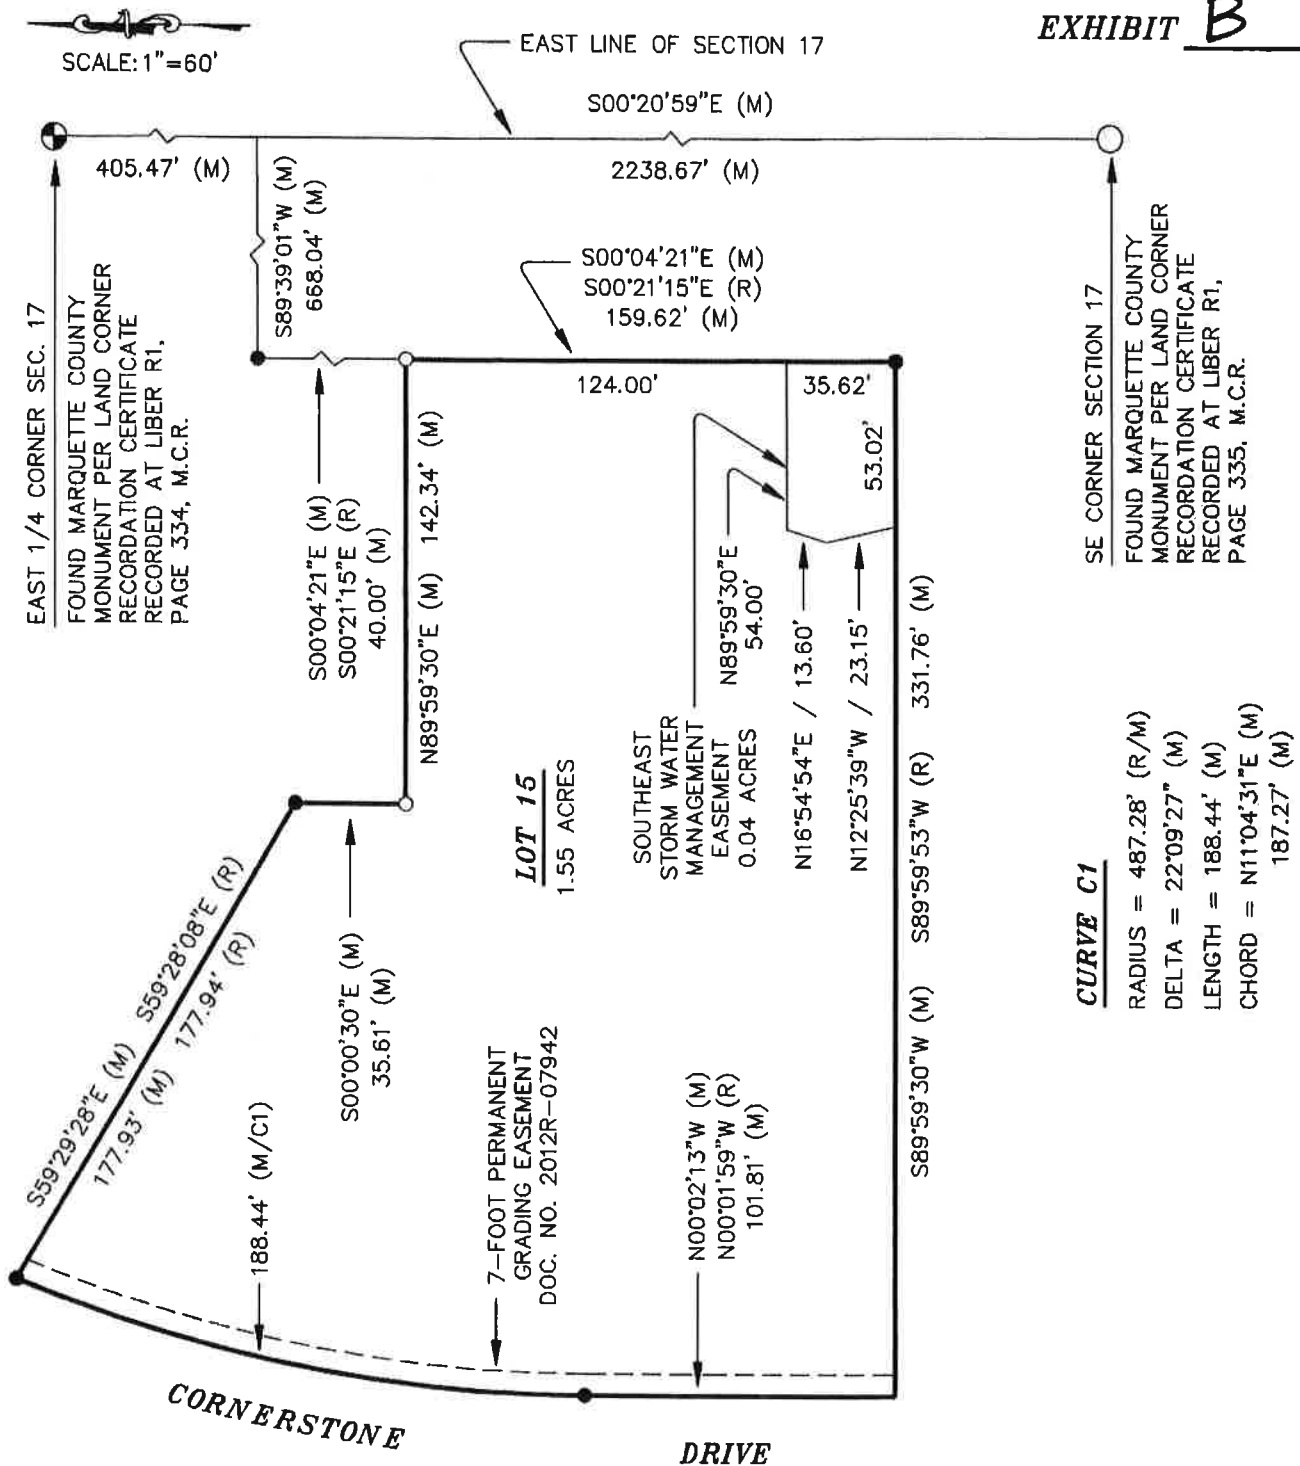 EXHIBIT B
SCALE: 1"=60'
EAST LINE OF SECTION 17
S00°20'59"E (M)
405.47' (M)
2238.67' (M)
S89°39'01"W (M)
668.04' (M)
S00°04'21"E (M)
S00°21'15"E (R)
159.62' (M)
EAST 1/4 CORNER SEC. 17
FOUND MARQUETTE COUNTY
MONUMENT PER LAND CORNER
RECORDATION CERTIFICATE
RECORDED AT LIBER R1,
PAGE 334, M.C.R.
SE CORNER SECTION 17
FOUND MARQUETTE COUNTY
MONUMENT PER LAND CORNER
RECORDATION CERTIFICATE
RECORDED AT LIBER R1,
PAGE 335, M.C.R.
124.00'
35.62'
53.02'
S00°04'21"E (M)
S00°21'15"E (R)
40.00' (M)
N89°59'30"E (M) 142.34' (M)
N89°59'30"E
54.00'
SOUTHEAST
STORM WATER
MANAGEMENT
EASEMENT
0.04 ACRES
N16°54'54"E / 13.60'
N12°25'39"W / 23.15'
S89°59'30"W (M) S89°59'53"W (R) 331.76' (M)
LOT 15
1.55 ACRES
S00°00'30"E (M)
35.61' (M)
S59°29'28"E (M) S59°28'08"E (R)
177.93' (M) 177.94' (R)
188.44' (M/C1)
7-FOOT PERMANENT
GRADING EASEMENT
DOC. NO. 2012R-07942
N00°02'13"W (M)
N00°01'59"W (R)
101.81' (M)
CURVE C1
RADIUS = 487.28' (R/M)
DELTA = 22°09'27" (M)
LENGTH = 188.44' (M)
CHORD = N11°04'31"E (M)
187.27' (M)
CORNERSTONE DRIVE